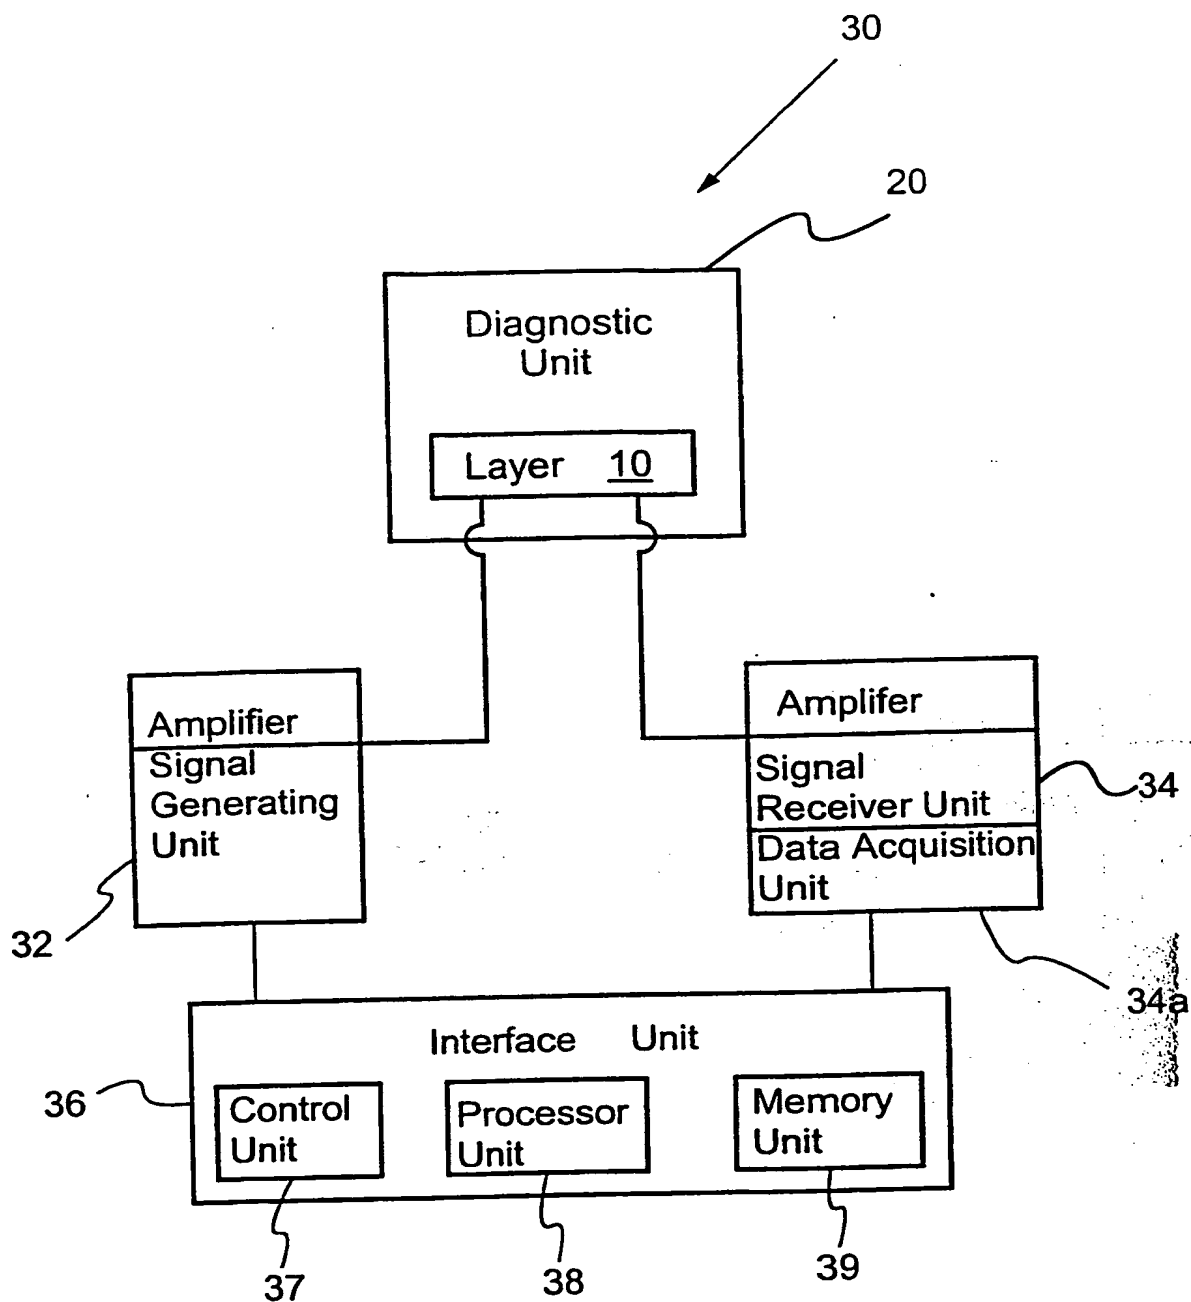 30
20
Diagnostic
Unit
Layer 10
Amplifier
Signal
Generating
Unit
32
Amplifer
Signal
Receiver Unit
34
Data Acquisition
Unit
34a
Interface Unit
36
Control
Unit
Processor
Unit
Memory
Unit
37
38
39